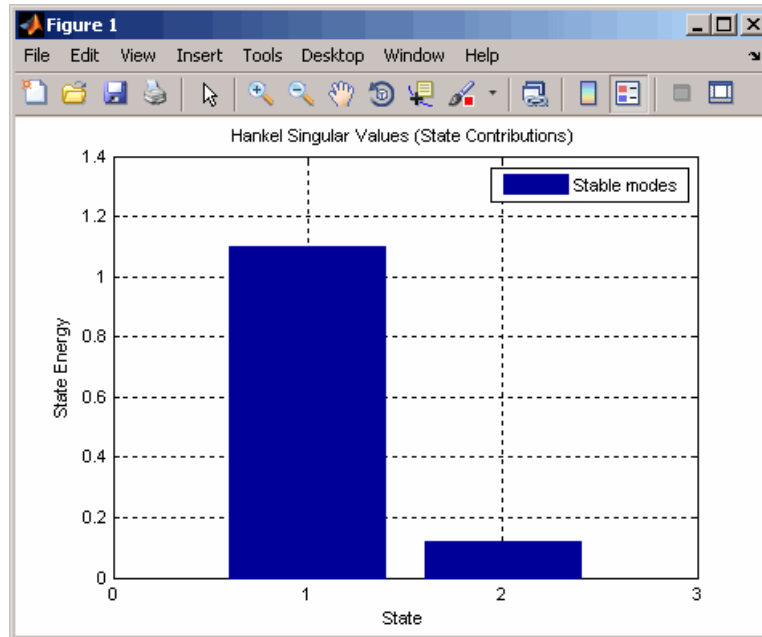 Figure 1
File Edit View Insert Tools Desktop Window Help
Hankel Singular Values (State Contributions)
1.4
Stable modes
1.2
1
0.8
0.6
0.4
0.2
0
State Energy
0 1 2 3
State